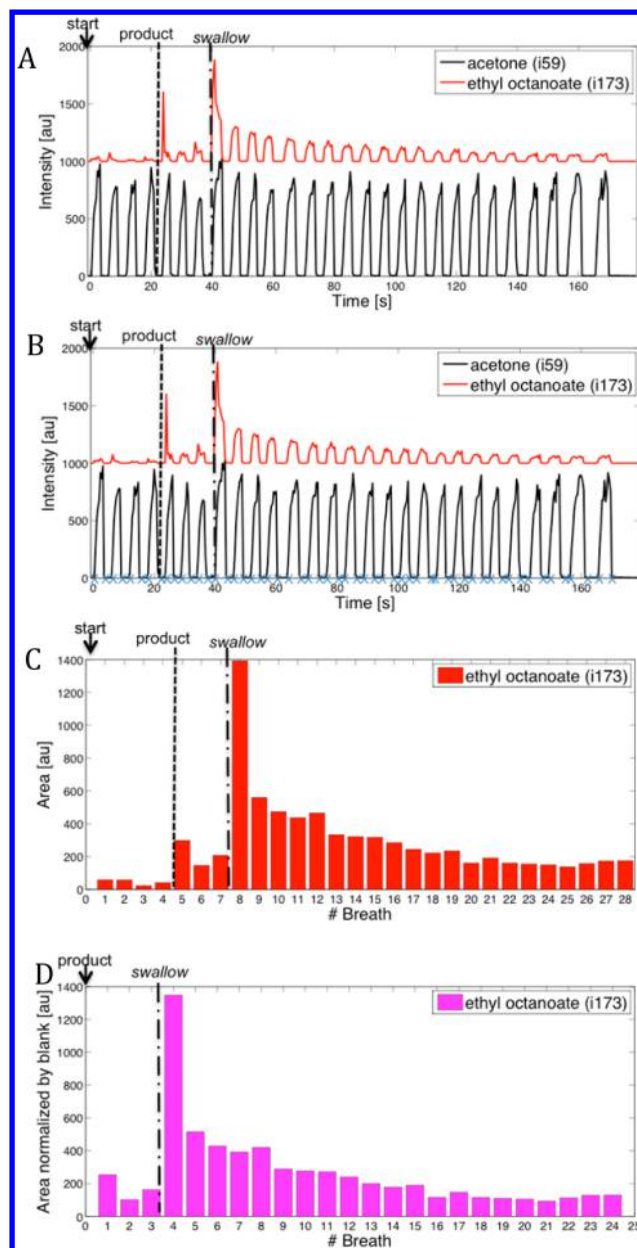 start
product
swallow
A
2000
1500
1000
500
0
Intensity [au]
acetone (i59)
ethyl octanoate (i173)
0 20 40 60 80 100 120 140 160
Time [s]
start
product
swallow
B
2000
1500
1000
500
0
Intensity [au]
acetone (i59)
ethyl octanoate (i173)
0 20 40 60 80 100 120 140 160
Time [s]
start
product
swallow
C
1400
1200
1000
800
600
400
200
0
Area [au]
ethyl octanoate (i173)
0 1 2 3 4 5 6 7 8 9 10 11 12 13 14 15 16 17 18 19 20 21 22 23 24 25 26 27 28
# Breath
product
swallow
D
1400
1200
1000
800
600
400
200
0
Area normalized by blank [au]
ethyl octanoate (i173)
0 1 2 3 4 5 6 7 8 9 10 11 12 13 14 15 16 17 18 19 20 21 22 23 24 25
# Breath